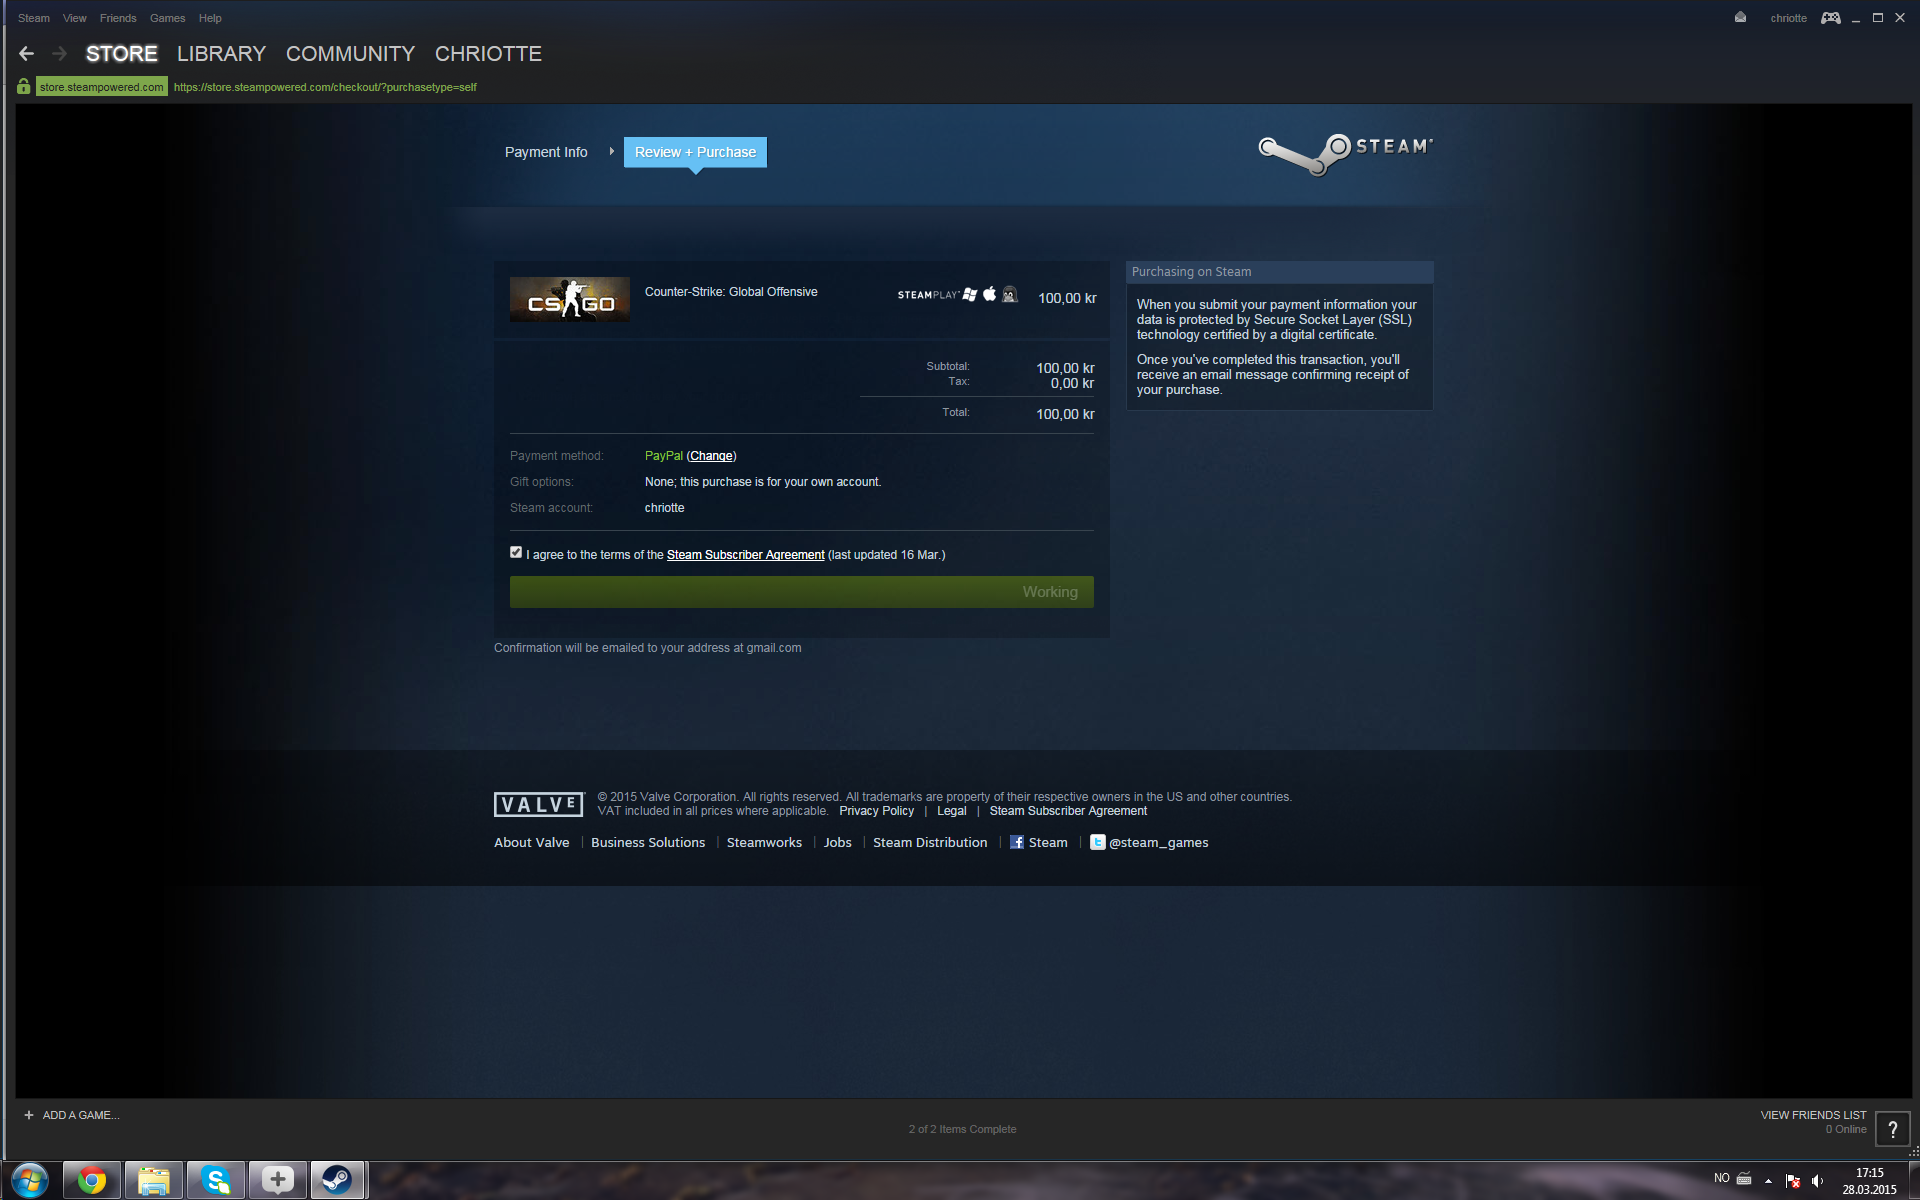 Steam View Friends Games Help
chriotte
STORE LIBRARY COMMUNITY CHRIOTTE
store.steampowered.com https://store.steampowered.com/checkout/?purchasetype=self
Payment Info Review + Purchase
STEAM
CS GO
Counter-Strike: Global Offensive
STEAMPLAY
100,00 kr
Subtotal: 100,00 kr
Tax: 0,00 kr
Total: 100,00 kr
Payment method: PayPal (Change)
Gift options: None; this purchase is for your own account.
Steam account: chriotte
I agree to the terms of the Steam Subscriber Agreement (last updated 16 Mar.)
Working
Confirmation will be emailed to your address at gmail.com
Purchasing on Steam
When you submit your payment information your
data is protected by Secure Socket Layer (SSL)
technology certified by a digital certificate.
Once you've completed this transaction, you'll
receive an email message confirming receipt of
your purchase.
VALVE
© 2015 Valve Corporation. All rights reserved. All trademarks are property of their respective owners in the US and other countries.
VAT included in all prices where applicable. Privacy Policy | Legal | Steam Subscriber Agreement
About Valve | Business Solutions | Steamworks | Jobs | Steam Distribution | Steam | @steam_games
+ ADD A GAME...
2 of 2 Items Complete
VIEW FRIENDS LIST
0 Online
?
NO
17:15
28.03.2015